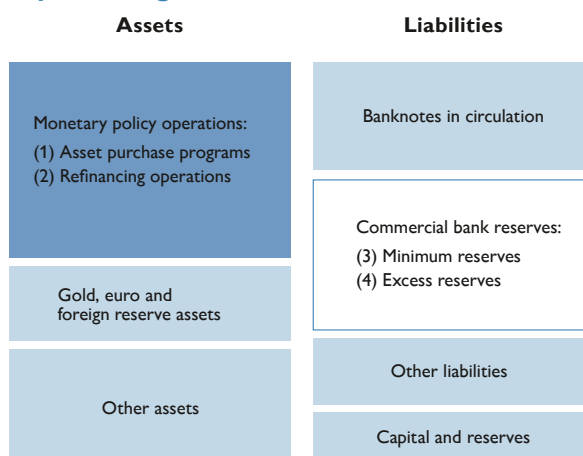 Assets
Liabilities
Monetary policy operations:
(1) Asset purchase programs
(2) Refinancing operations
Gold, euro and
foreign reserve assets
Other assets
Banknotes in circulation
Commercial bank reserves:
(3) Minimum reserves
(4) Excess reserves
Other liabilities
Capital and reserves